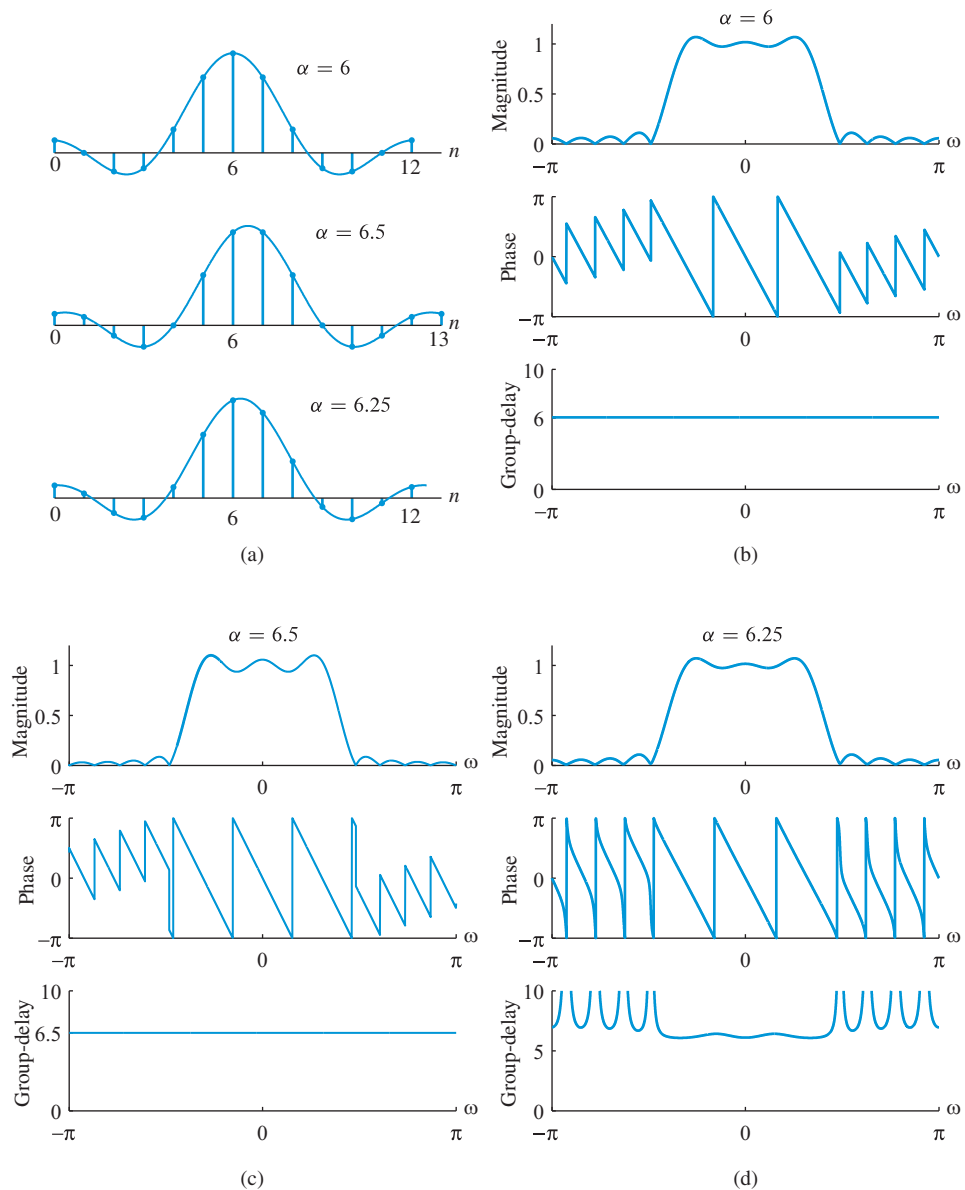 α = 6
n
0
6
12
α = 6.5
n
0
6
13
α = 6.25
n
0
6
12
(a)
α = 6
Magnitude
1
0.5
0
−π
0
π
ω
Phase
π
0
−π
−π
0
π
ω
Group-delay
10
6
0
−π
0
π
ω
(b)
α = 6.5
Magnitude
1
0.5
0
−π
0
π
ω
Phase
π
0
−π
−π
0
π
ω
Group-delay
10
6.5
0
−π
0
π
ω
(c)
α = 6.25
Magnitude
1
0.5
0
−π
0
π
ω
Phase
π
0
−π
−π
0
π
ω
Group-delay
10
5
0
−π
0
π
ω
(d)